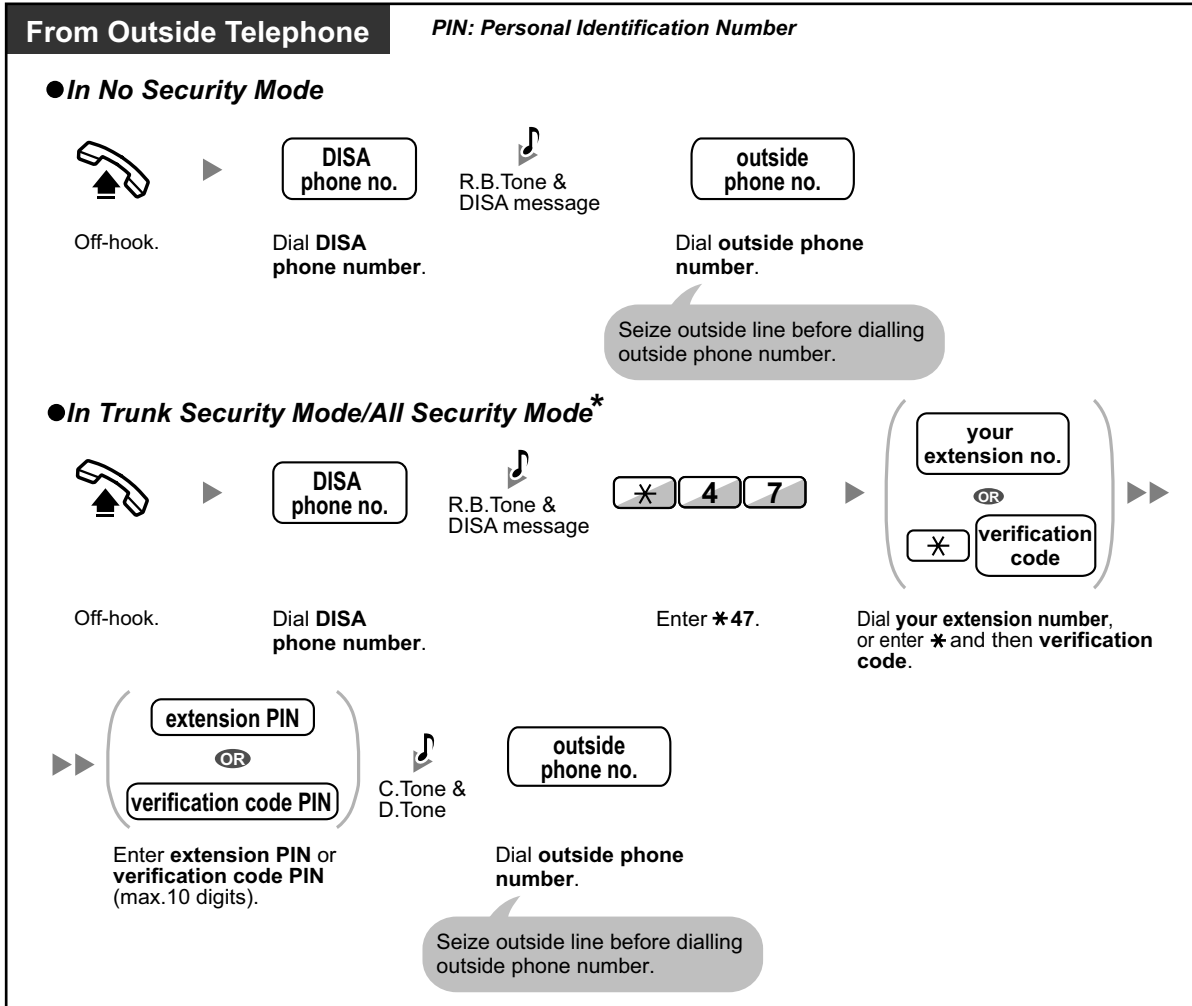 From Outside Telephone
PIN: Personal Identification Number
●In No Security Mode
DISA
phone no.
R.B.Tone &
DISA message
outside
phone no.
Off-hook.
Dial DISA
phone number.
Dial outside phone
number.
Seize outside line before dialling
outside phone number.
●In Trunk Security Mode/All Security Mode*
DISA
phone no.
R.B.Tone &
DISA message
* 4 7
your
extension no.
OR
* verification
code
Off-hook.
Dial DISA
phone number.
Enter *47.
Dial your extension number,
or enter * and then verification
code.
extension PIN
OR
verification code PIN
C.Tone &
D.Tone
outside
phone no.
Enter extension PIN or
verification code PIN
(max.10 digits).
Dial outside phone
number.
Seize outside line before dialling
outside phone number.